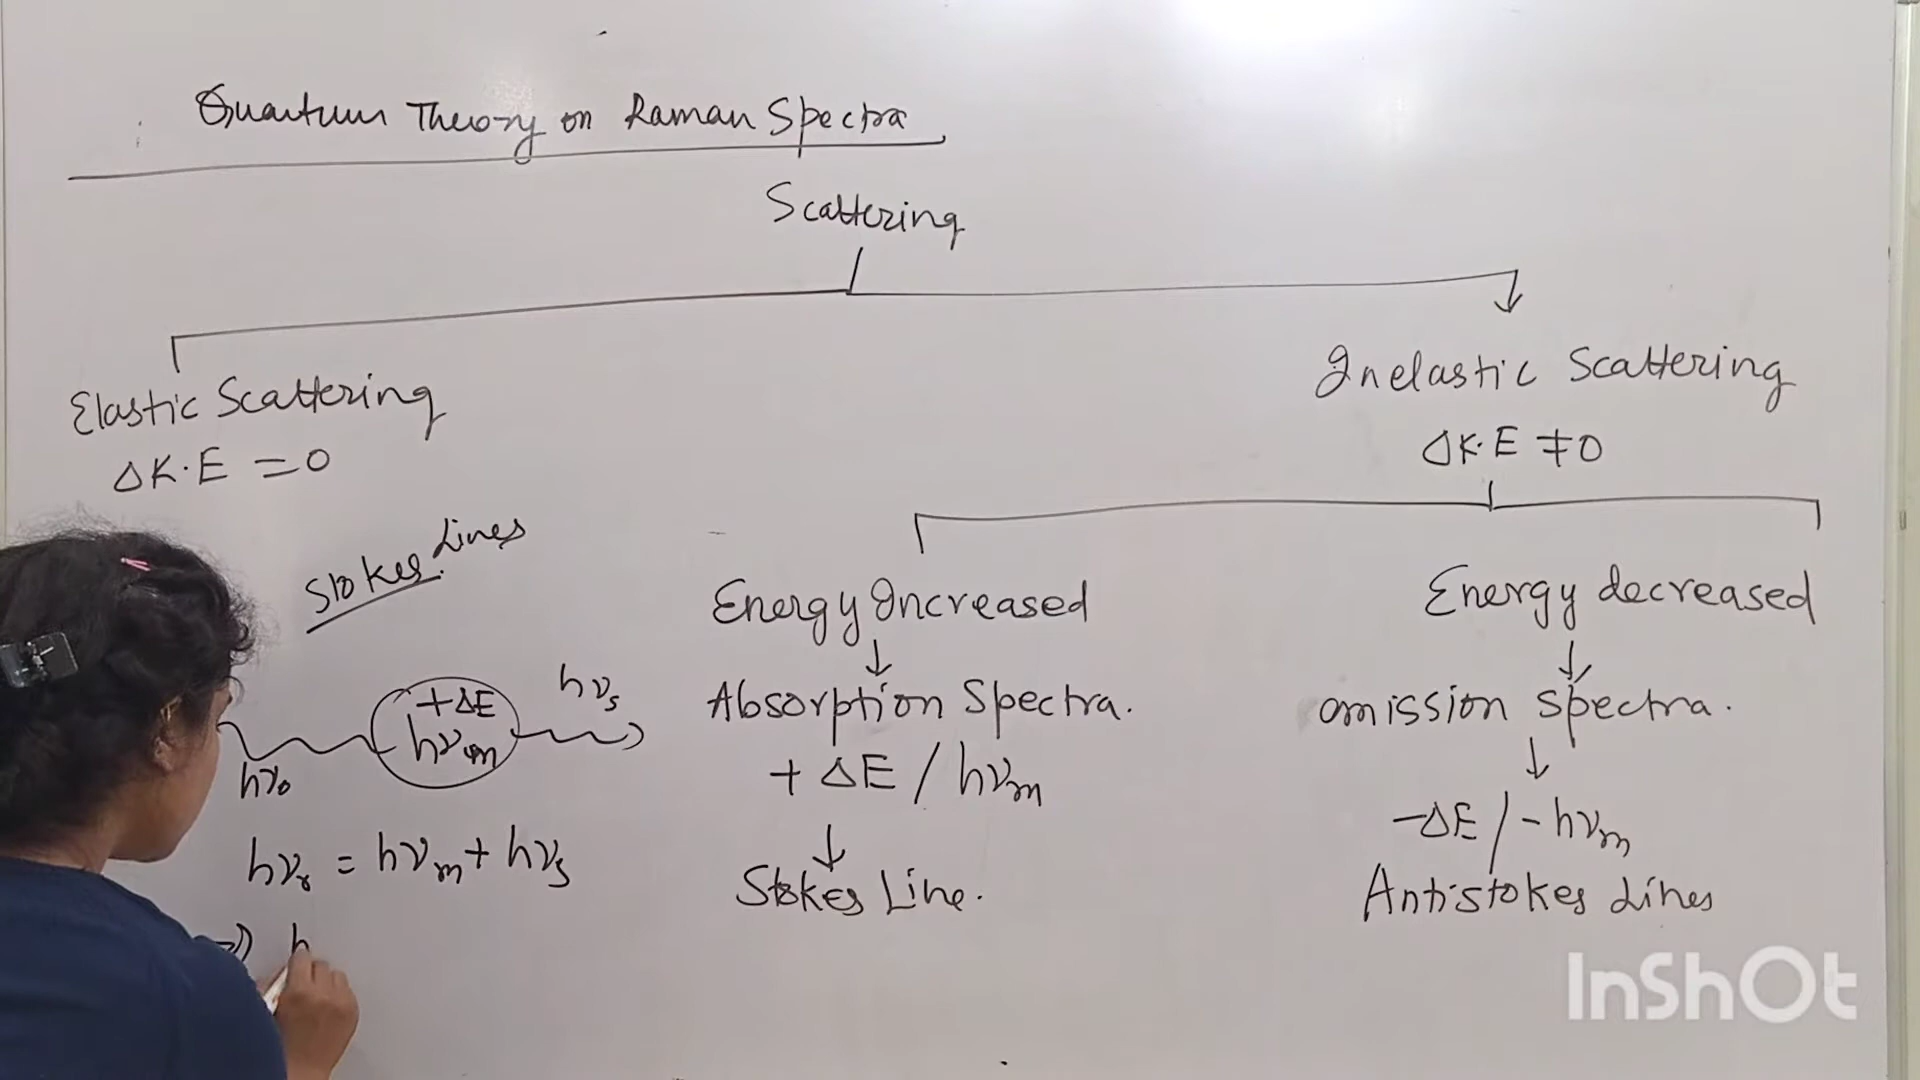 Quantum Theory on Raman Spectra
Scattering
Elastic Scattering
ΔK.E = 0
Inelastic Scattering
ΔK.E ≠ 0
Stokes Lines
+ΔE
hνm
hνs
hν0
hν0 = hνm + hνs
⇒ h
Energy Increased
↓
Absorption Spectra.
+ ΔE / hνm
↓
Stokes Line.
Energy decreased
↓
omission spectra.
↓
-ΔE / - hνm
Antistokes Lines
InShOt